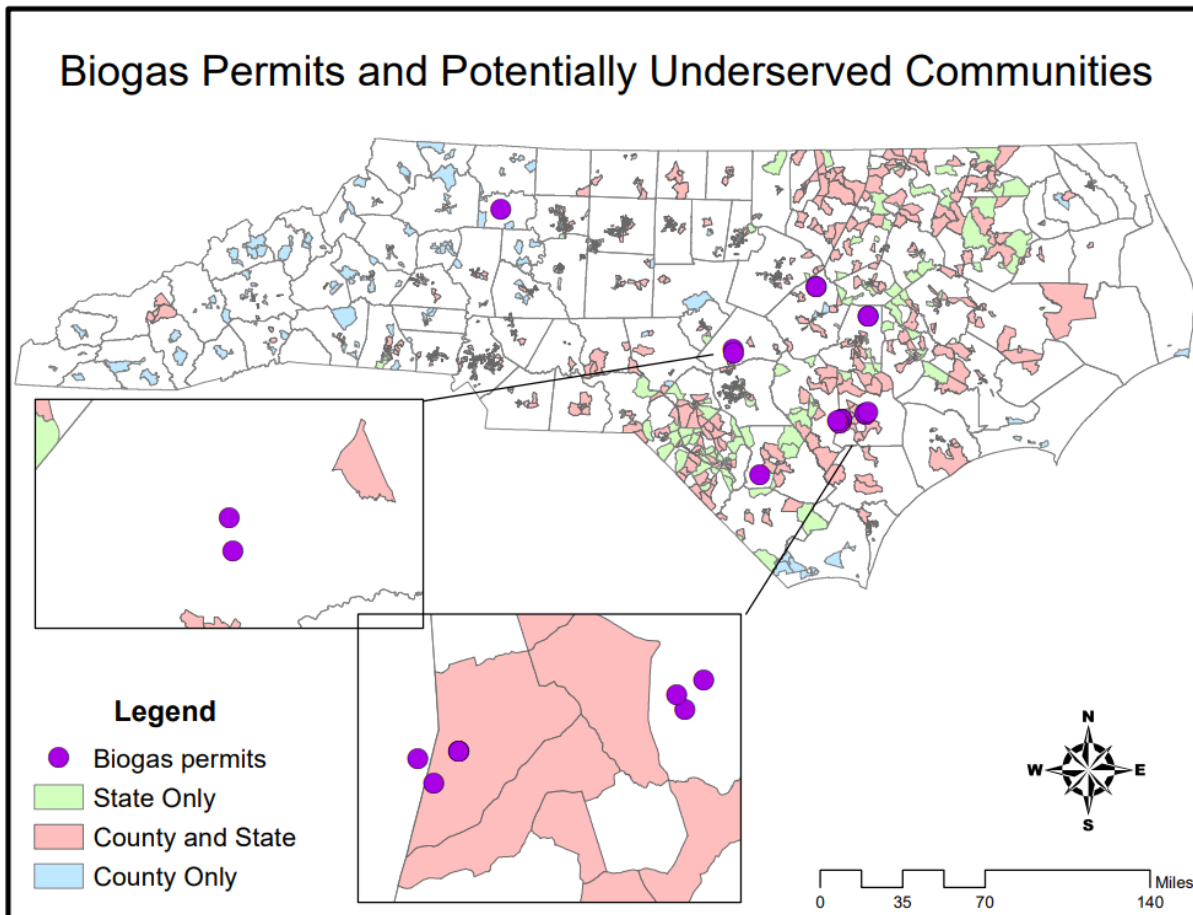 Biogas Permits and Potentially Underserved Communities
Legend
Biogas permits
State Only
County and State
County Only
N
W E
S
Miles
0 35 70 140